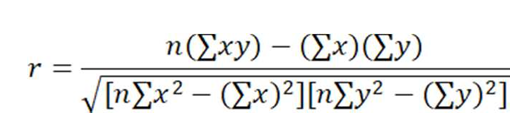 r = n(∑xy) − (∑x)(∑y) / √[n∑x² − (∑x)²][n∑y² − (∑y)²]